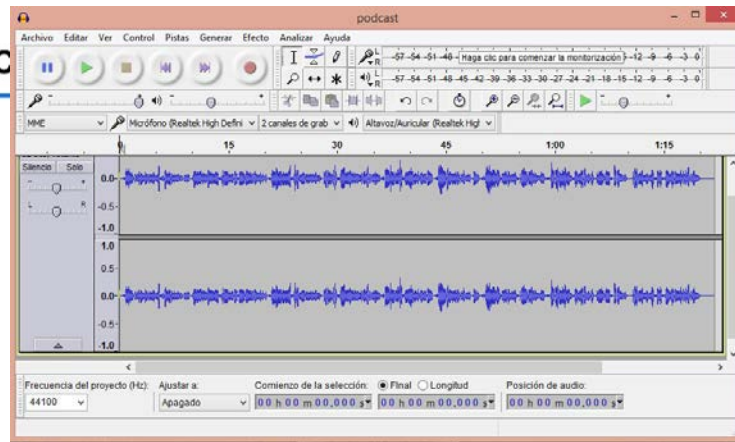 podcast
Archivo Editar Ver Control Pistas Generar Efecto Analizar Ayuda
L R -57 -54 -51 -48 - Haga clic para comenzar la monitorización -12 -9 -6 -3 0
L R -57 -54 -51 -48 -45 -42 -39 -36 -33 -30 -27 -24 -21 -18 -15 -12 -9 -6 -3 0
MME Micrófono (Realtek High Defini 2 canales de grab Altavoz/Auricular (Realtek Higl
0 15 30 45 1:00 1:15
Silencio Solo
- +
L R
0.0
-0.5
-1.0
1.0
0.5
0.0
-0.5
-1.0
Frecuencia del proyecto (Hz): Ajustar a: Comienzo de la selección: Final Longitud Posición de audio:
44100 Apagado 00 h 00 m 00,000 s 00 h 00 m 00,000 s 00 h 00 m 00,000 s